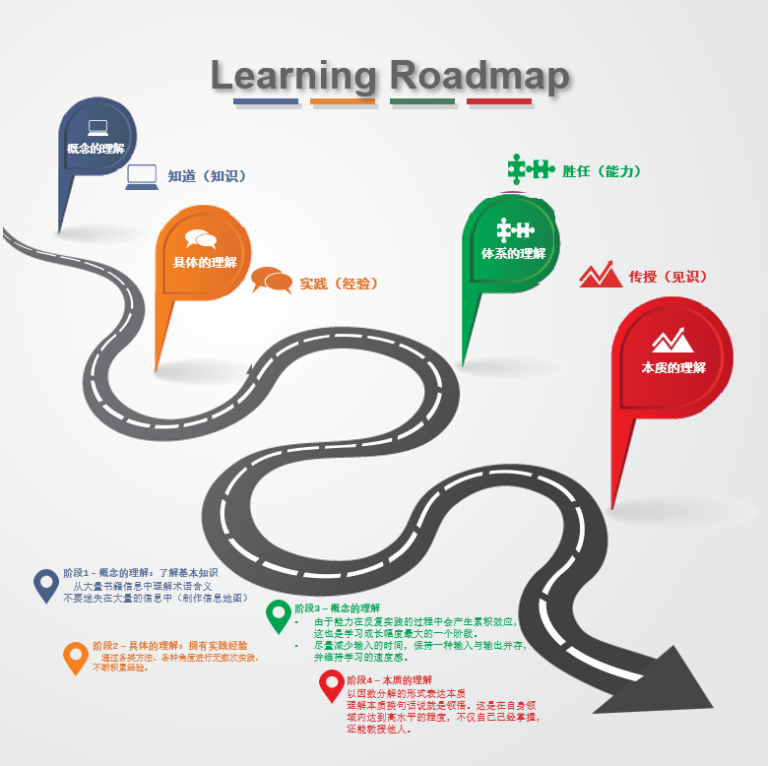 Learning Roadmap
概念的理解
知道（知识）
具体的理解
实践（经验）
胜任（能力）
体系的理解
传授（见识）
本质的理解
阶段1 - 概念的理解：了解基本知识
从大量书籍信息中理解术语含义
不要迷失在大量的信息中（制作信息地图）
阶段2 – 具体的理解：拥有实践经验
通过各类方法、各种角度进行无数次实践，
不断积累经验。
阶段3 – 概念的理解
• 由于能力在反复实践的过程中会产生累积效应，
这也是学习成长幅度最大的一个阶段。
• 尽量减少输入的时间，保持一种输入与输出并存，
并维持学习的速度感。
阶段4 – 本质的理解
以因数分解的形式表达本质
理解本质换句话说就是领悟。这是在自身领
域内达到高水平的程度，不仅自己已经掌握，
还能教授他人。